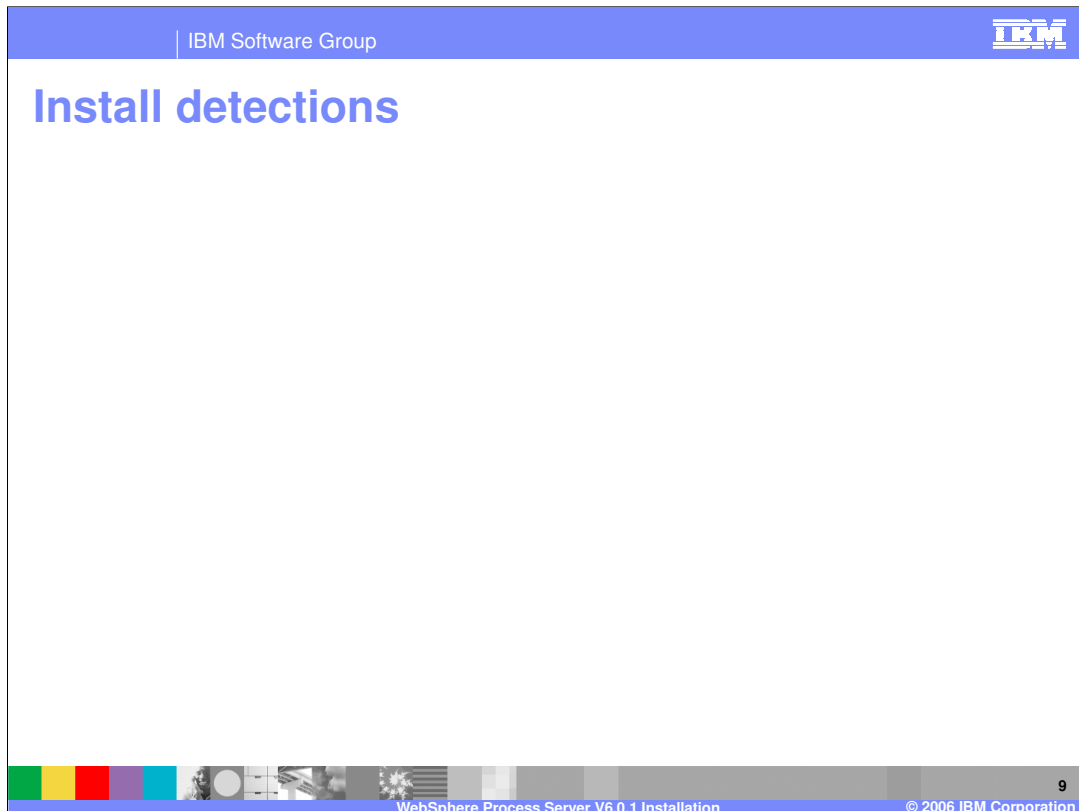 IBM Software Group
IBM
Install detections
9
WebSphere Process Server V6.0.1 Installation
© 2006 IBM Corporation